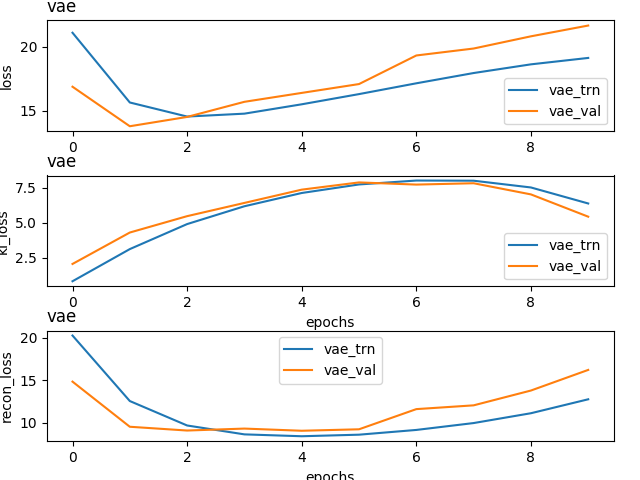 vae
loss
20
15
0 2 4 6 8
vae_trn
vae_val
vae
kl_loss
7.5
5.0
2.5
0 2 4 6 8
vae_trn
vae_val
epochs
vae
recon_loss
20
15
10
0 2 4 6 8
vae_trn
vae_val
epochs